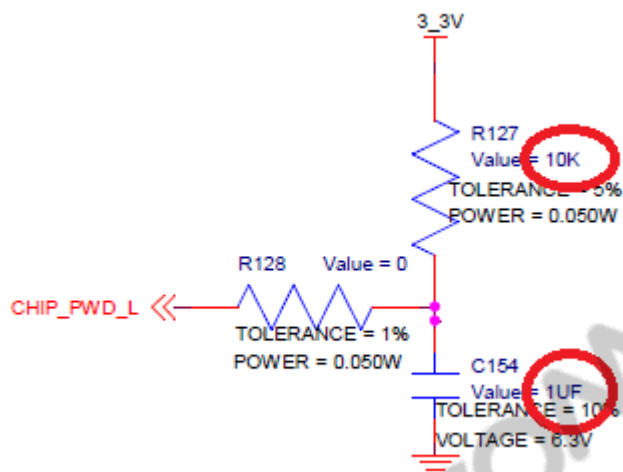 3_3V
R127
Value = 10K
TOLERANCE = 5%
POWER = 0.050W
R128 Value = 0
CHIP_PWD_L
TOLERANCE = 1%
POWER = 0.050W
C154
Value = 1UF
TOLERANCE = 10%
VOLTAGE = 6.3V